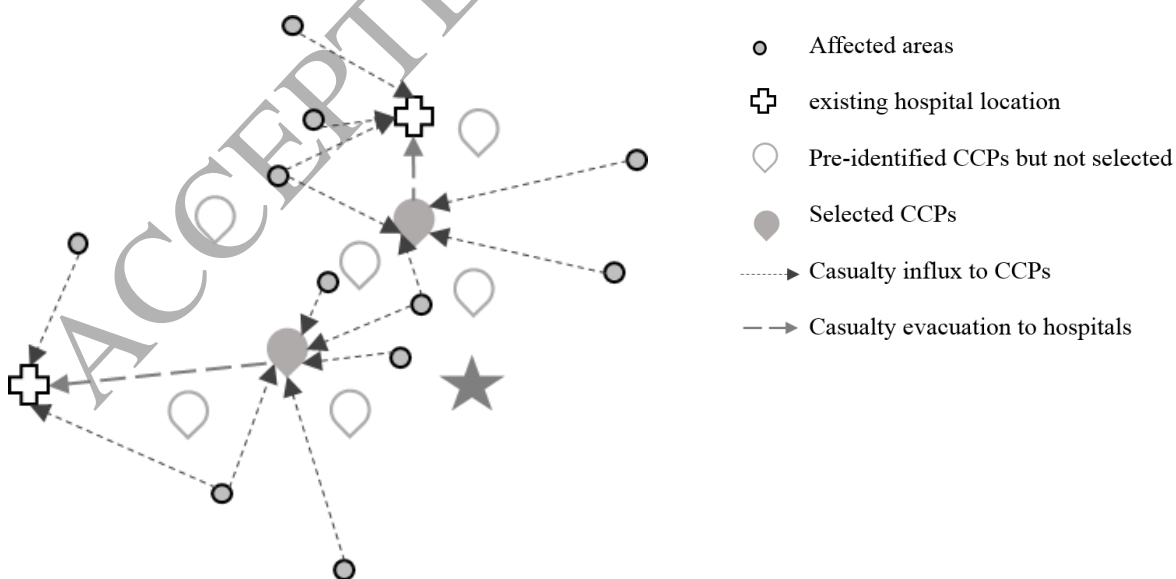 ACCEPTE
Affected areas
existing hospital location
Pre-identified CCPs but not selected
Selected CCPs
Casualty influx to CCPs
Casualty evacuation to hospitals